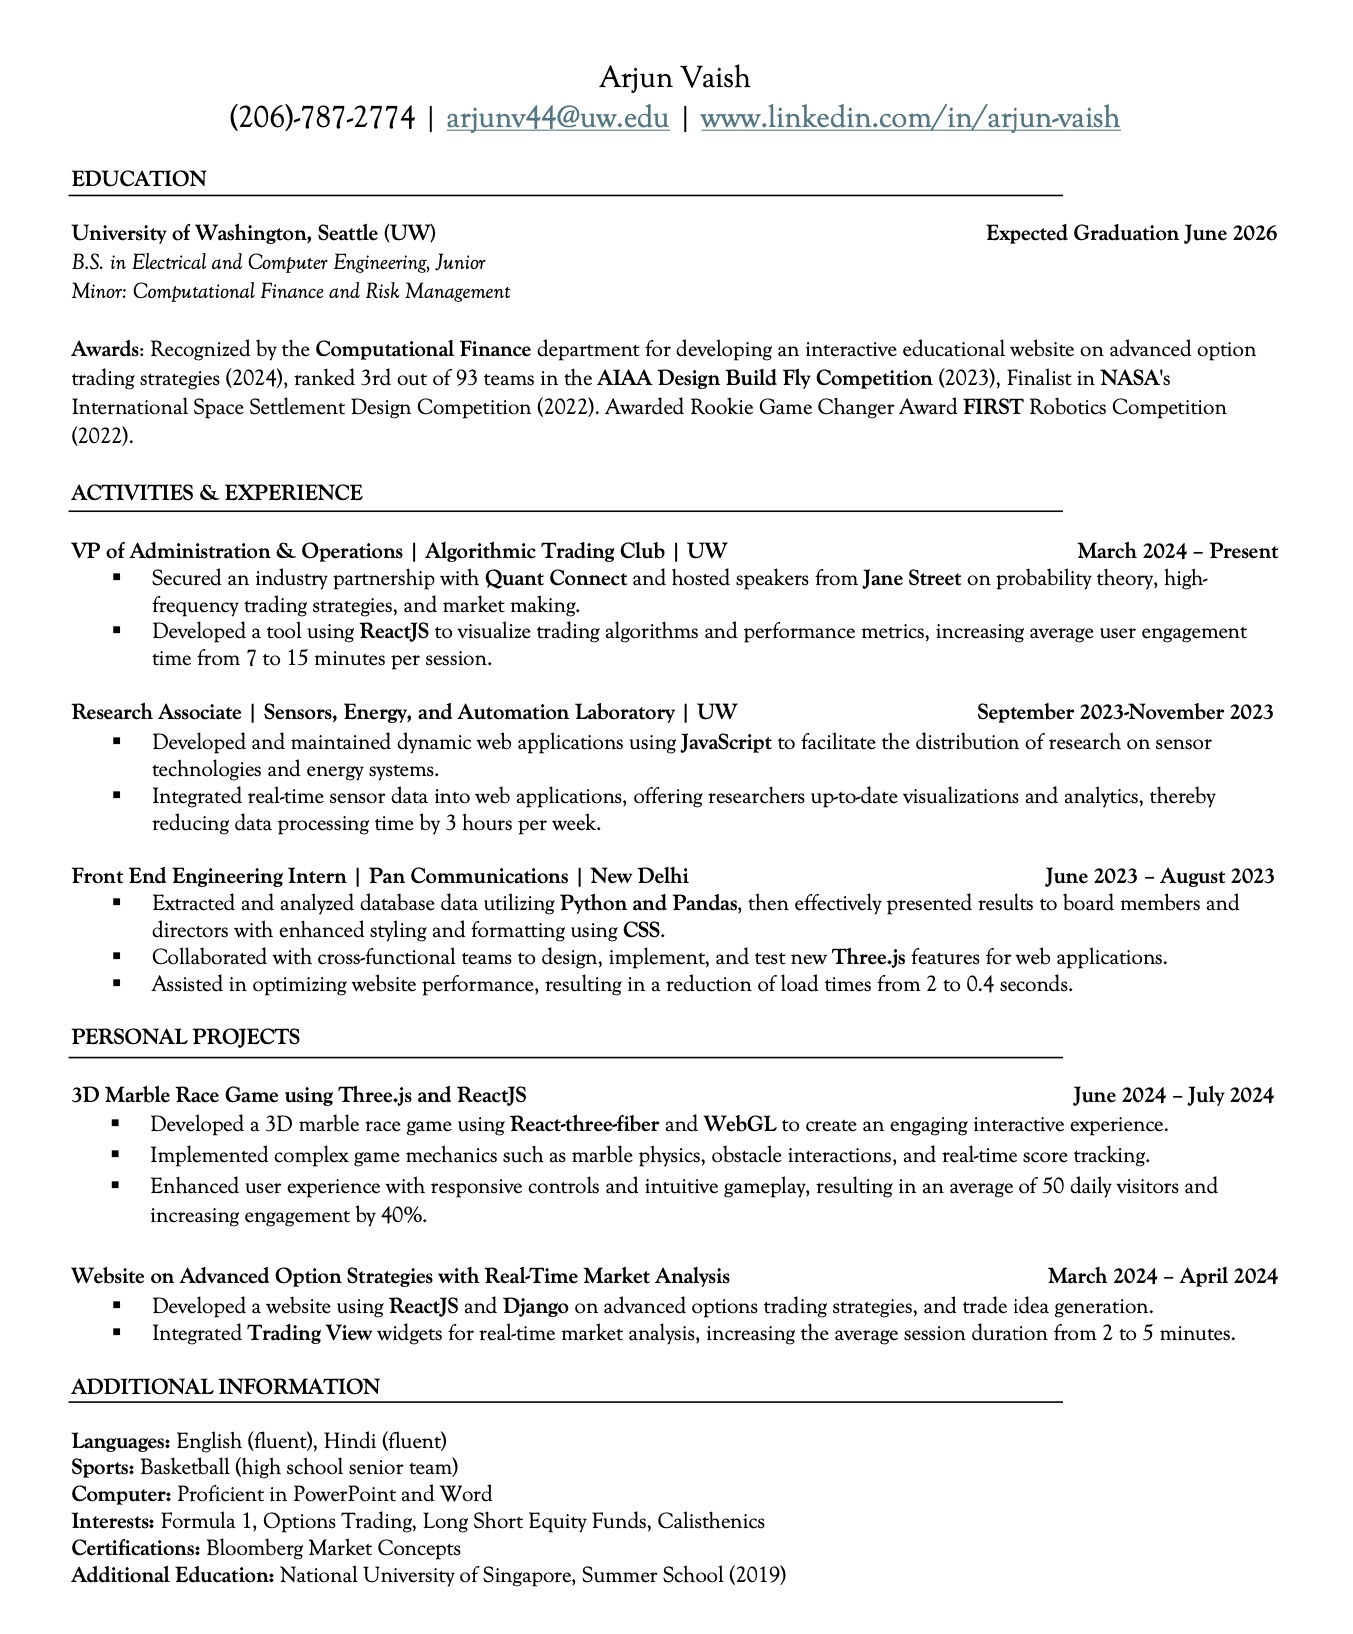 Arjun Vaish
(206)-787-2774 | arjunv44@uw.edu | www.linkedin.com/in/arjun-vaish
EDUCATION
University of Washington, Seattle (UW) Expected Graduation June 2026
B.S. in Electrical and Computer Engineering, Junior
Minor: Computational Finance and Risk Management
Awards: Recognized by the Computational Finance department for developing an interactive educational website on advanced option
trading strategies (2024), ranked 3rd out of 93 teams in the AIAA Design Build Fly Competition (2023), Finalist in NASA's
International Space Settlement Design Competition (2022). Awarded Rookie Game Changer Award FIRST Robotics Competition
(2022).
ACTIVITIES & EXPERIENCE
VP of Administration & Operations | Algorithmic Trading Club | UW March 2024 – Present
▪ Secured an industry partnership with Quant Connect and hosted speakers from Jane Street on probability theory, high-
frequency trading strategies, and market making.
▪ Developed a tool using ReactJS to visualize trading algorithms and performance metrics, increasing average user engagement
time from 7 to 15 minutes per session.
Research Associate | Sensors, Energy, and Automation Laboratory | UW September 2023-November 2023
▪ Developed and maintained dynamic web applications using JavaScript to facilitate the distribution of research on sensor
technologies and energy systems.
▪ Integrated real-time sensor data into web applications, offering researchers up-to-date visualizations and analytics, thereby
reducing data processing time by 3 hours per week.
Front End Engineering Intern | Pan Communications | New Delhi June 2023 – August 2023
▪ Extracted and analyzed database data utilizing Python and Pandas, then effectively presented results to board members and
directors with enhanced styling and formatting using CSS.
▪ Collaborated with cross-functional teams to design, implement, and test new Three.js features for web applications.
▪ Assisted in optimizing website performance, resulting in a reduction of load times from 2 to 0.4 seconds.
PERSONAL PROJECTS
3D Marble Race Game using Three.js and ReactJS June 2024 – July 2024
▪ Developed a 3D marble race game using React-three-fiber and WebGL to create an engaging interactive experience.
▪ Implemented complex game mechanics such as marble physics, obstacle interactions, and real-time score tracking.
▪ Enhanced user experience with responsive controls and intuitive gameplay, resulting in an average of 50 daily visitors and
increasing engagement by 40%.
Website on Advanced Option Strategies with Real-Time Market Analysis March 2024 – April 2024
▪ Developed a website using ReactJS and Django on advanced options trading strategies, and trade idea generation.
▪ Integrated Trading View widgets for real-time market analysis, increasing the average session duration from 2 to 5 minutes.
ADDITIONAL INFORMATION
Languages: English (fluent), Hindi (fluent)
Sports: Basketball (high school senior team)
Computer: Proficient in PowerPoint and Word
Interests: Formula 1, Options Trading, Long Short Equity Funds, Calisthenics
Certifications: Bloomberg Market Concepts
Additional Education: National University of Singapore, Summer School (2019)